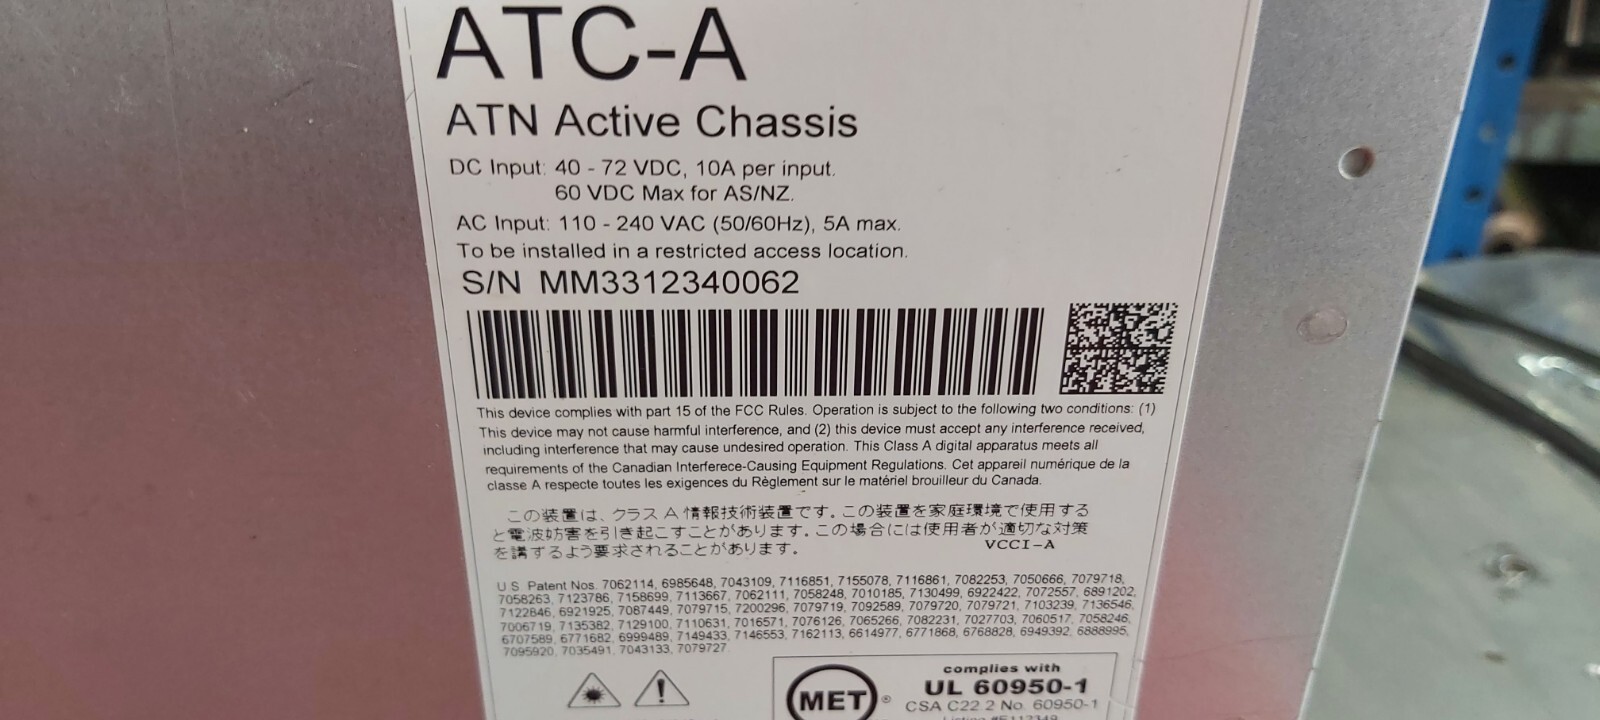 ATC-A
ATN Active Chassis
DC Input: 40 - 72 VDC, 10A per input.
60 VDC Max for AS/NZ.
AC Input: 110 - 240 VAC (50/60Hz), 5A max.
To be installed in a restricted access location.
S/N MM3312340062
This device complies with part 15 of the FCC Rules. Operation is subject to the following two conditions: (1)
This device may not cause harmful interference, and (2) this device must accept any interference received,
including interference that may cause undesired operation. This Class A digital apparatus meets all
requirements of the Canadian Interferece-Causing Equipment Regulations. Cet appareil numérique de la
classe A respecte toutes les exigences du Règlement sur le matériel brouilleur du Canada.
この装置は、クラス A 情報技術装置です。この装置を家庭環境で使用する
と電波妨害を引き起こすことがあります。この場合には使用者が適切な対策
を講ずるよう要求されることがあります。 VCCI-A
U S Patent Nos. 7062114, 6985648, 7043109, 7116851, 7155078, 7116861, 7082253, 7050666, 7079718,
7058263, 7123786, 7158699, 7113667, 7062111, 7058248, 7010185, 7130499, 6922422, 7072557, 6891202,
7122846, 6921925, 7087449, 7079715, 7200296, 7079719, 7092589, 7079720, 7079721, 7103239, 7136546,
7006719, 7135382, 7129100, 7110631, 7016571, 7076126, 7065266, 7082231, 7027703, 7060517, 7058246,
6707589, 6771682, 6999489, 7149433, 7146553, 7162113, 6614977, 6771868, 6768828, 6949392, 6888995,
7095920, 7035491, 7043133, 7079727
MET ®
complies with
UL 60950-1
CSA C22 2 No. 60950-1